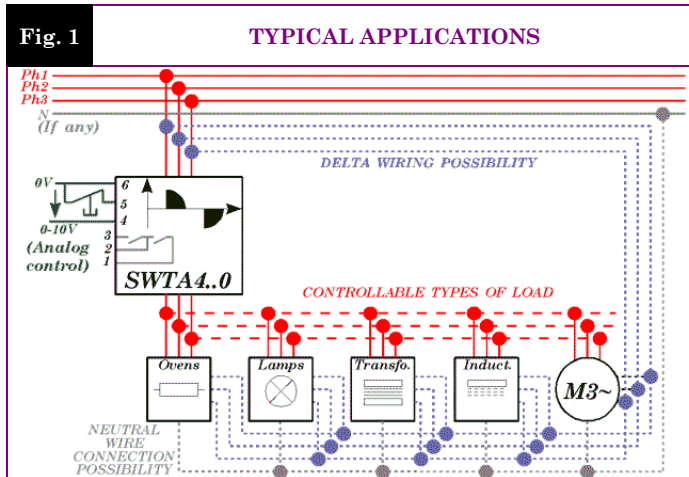 Fig. 1
TYPICAL APPLICATIONS
Ph1
Ph2
Ph3
N
(If any)
DELTA WIRING POSSIBILITY
0V
6
5
4
0-10V
(Analog
control)
3
2
1
SWTA4..0
CONTROLLABLE TYPES OF LOAD
Ovens
Lamps
Transfo.
Induct.
M3~
NEUTRAL
WIRE
CONNECTION
POSSIBILITY